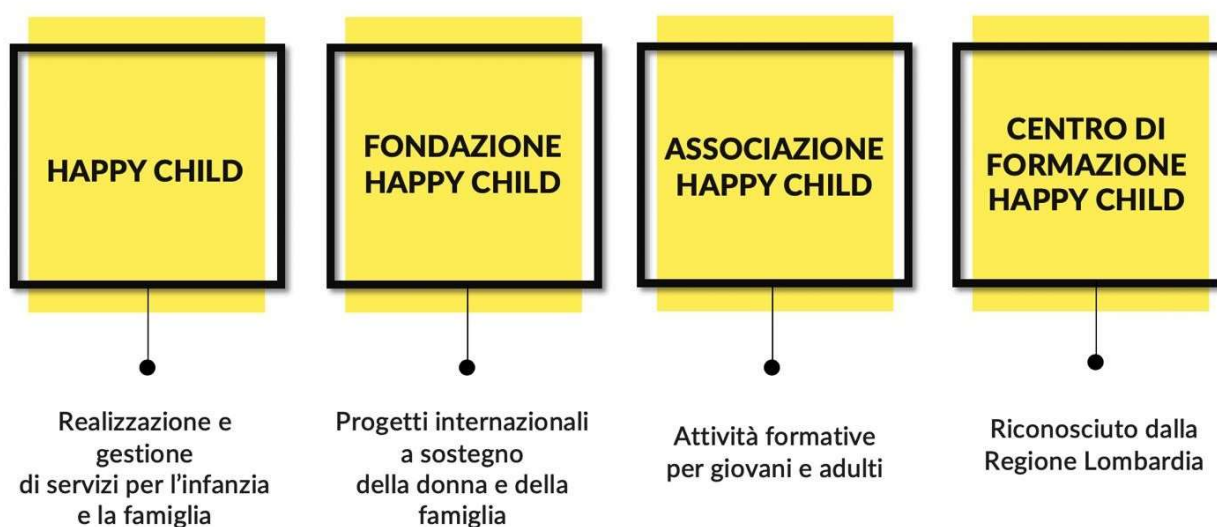 HAPPY CHILD
Realizzazione e
gestione
di servizi per l'infanzia
e la famiglia
FONDAZIONE
HAPPY CHILD
Progetti internazionali
a sostegno
della donna e della
famiglia
ASSOCIAZIONE
HAPPY CHILD
Attività formative
per giovani e adulti
CENTRO DI
FORMAZIONE
HAPPY CHILD
Riconosciuto dalla
Regione Lombardia